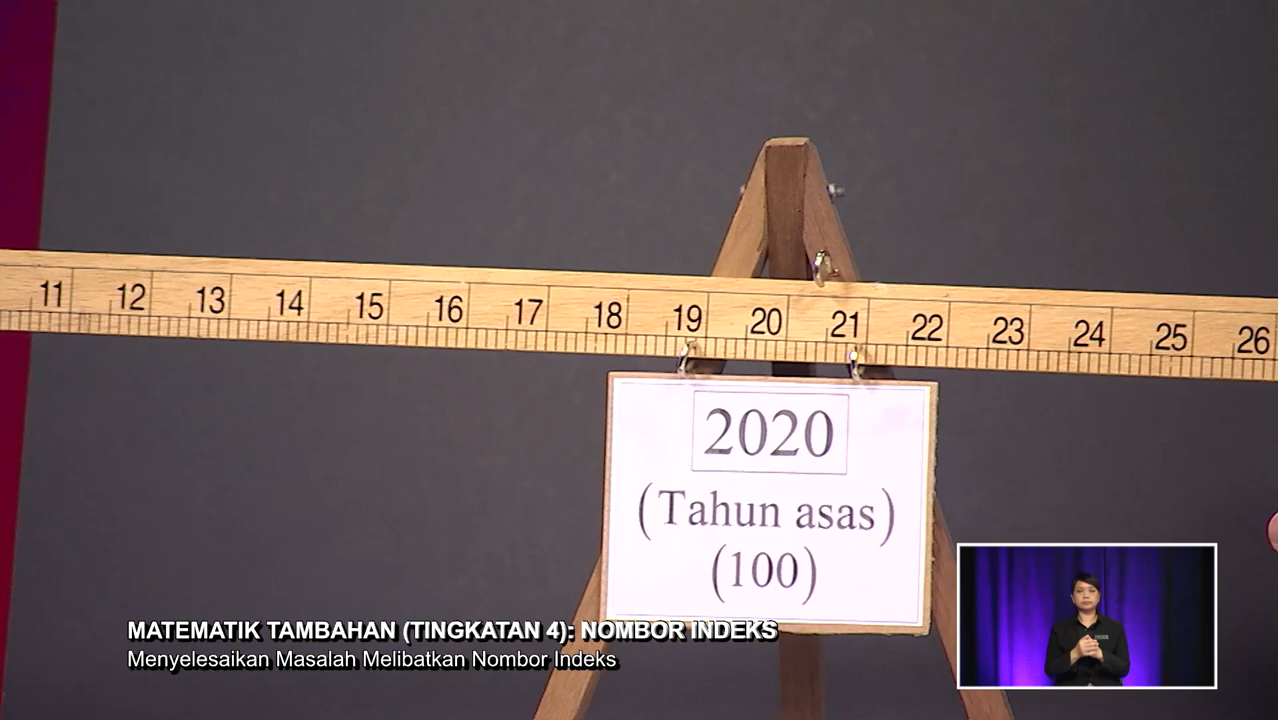 11 12 13 14 15 16 17 18 19 20 21 22 23 24 25 26
2020
(Tahun asas)
(100)
MATEMATIK TAMBAHAN (TINGKATAN 4): NOMBOR INDEKS
Menyelesaikan Masalah Melibatkan Nombor Indeks